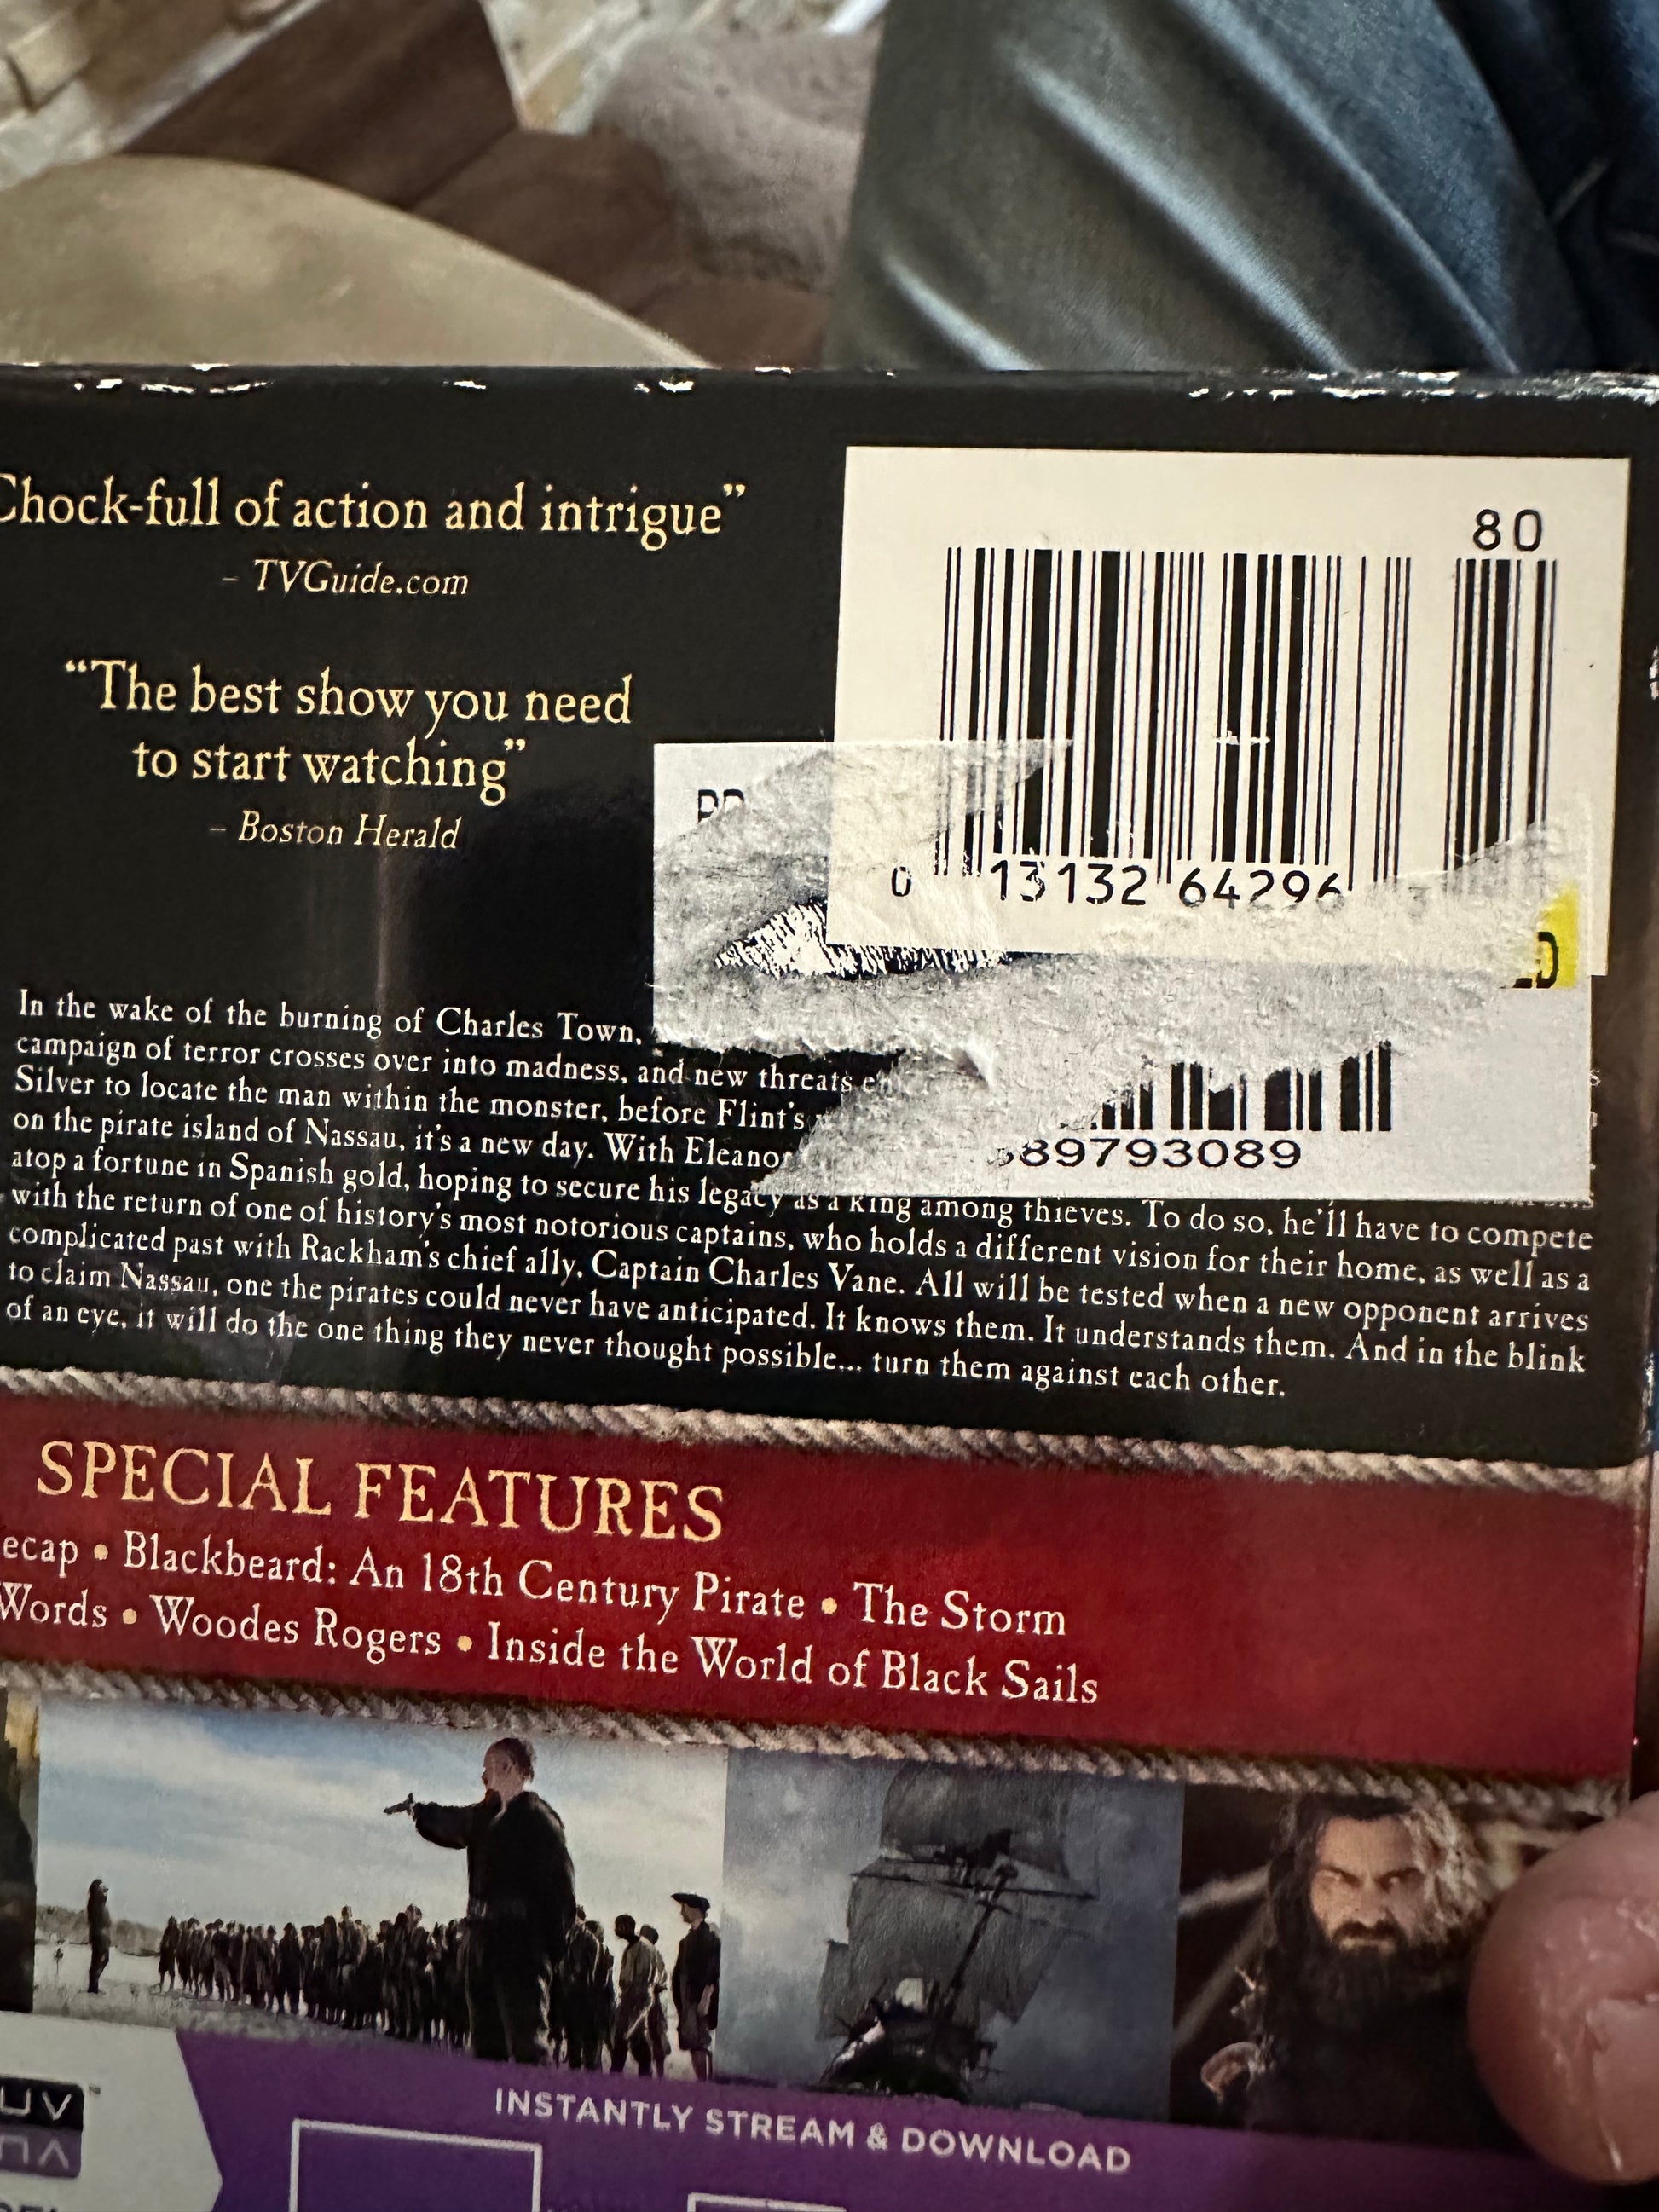 Chock-full of action and intrigue”
– TVGuide.com
“The best show you need
to start watching”
– Boston Herald
80
0 13132 64296 3
89793089
In the wake of the burning of Charles Town,
campaign of terror crosses over into madness, and new threats
Silver to locate the man within the monster, before Flint's
on the pirate island of Nassau, it's a new day. With Eleanor
atop a fortune in Spanish gold, hoping to secure his legacy as a king among thieves. To do so, he'll have to compete
with the return of one of history's most notorious captains, who holds a different vision for their home, as well as a
complicated past with Rackham's chief ally, Captain Charles Vane. All will be tested when a new opponent arrives
to claim Nassau, one the pirates could never have anticipated. It knows them. It understands them. And in the blink
of an eye, it will do the one thing they never thought possible... turn them against each other.
SPECIAL FEATURES
ecap • Blackbeard: An 18th Century Pirate • The Storm
Words • Woodes Rogers • Inside the World of Black Sails
UV
INSTANTLY STREAM & DOWNLOAD